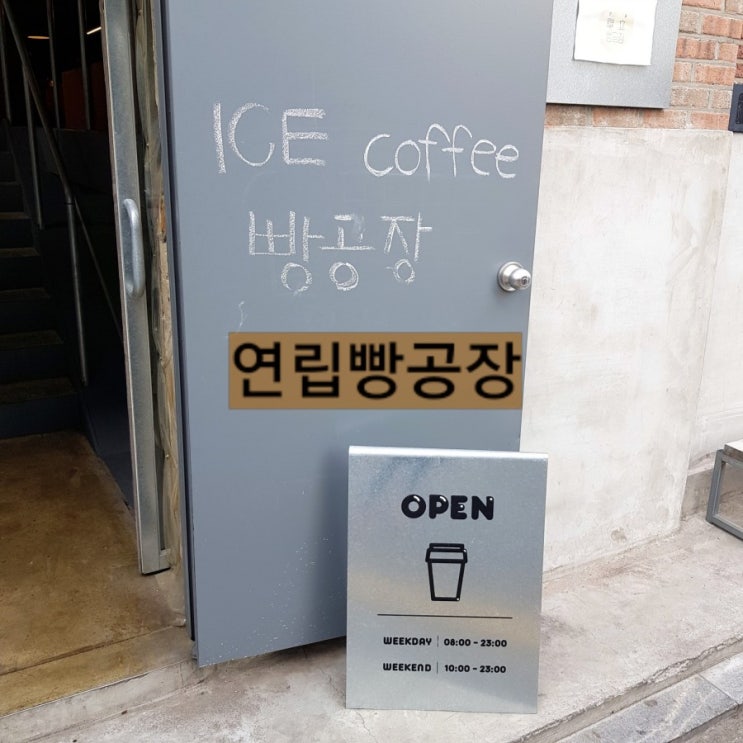 ICE coffee
빵공장
연립빵공장
OPEN
WEEKDAY | 08:00 - 23:00
WEEKEND | 10:00 - 23:00